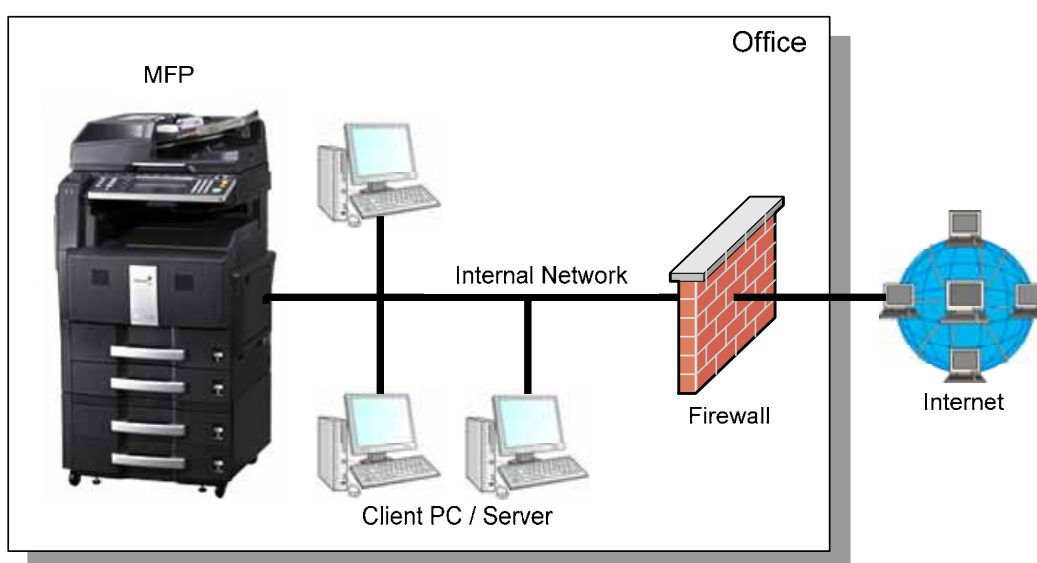 Office
MFP
Internal Network
Firewall
Internet
Client PC / Server